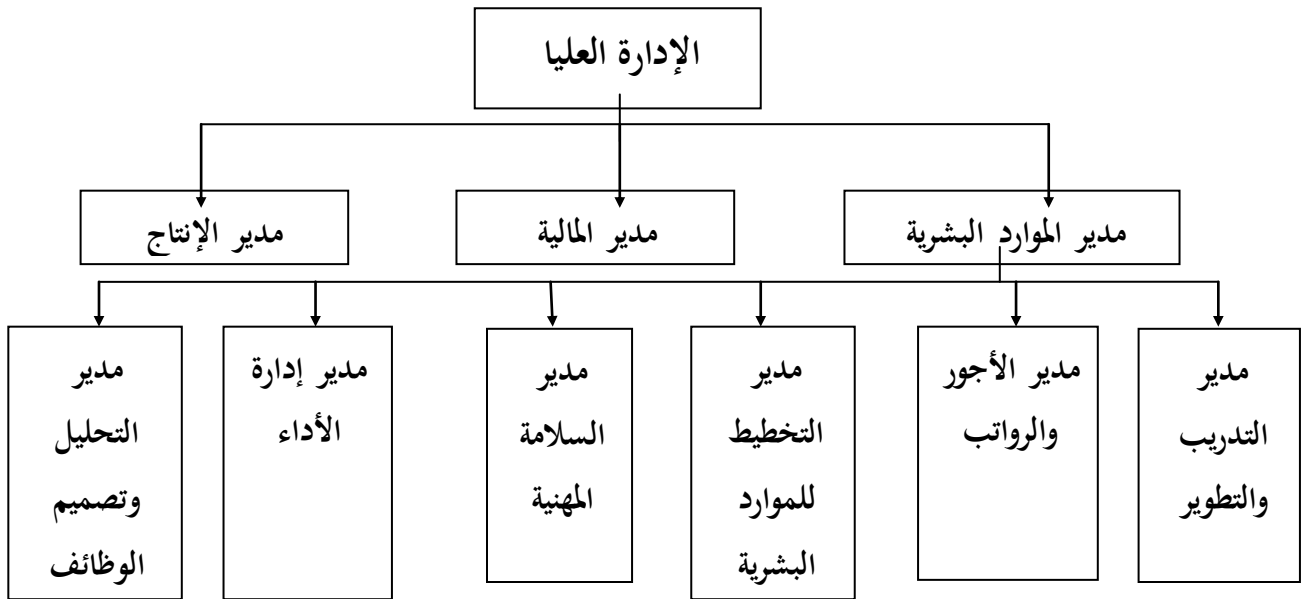 الإدارة العليا
مدير الموارد البشرية
مدير المالية
مدير الإنتاج
مدير
التدريب
والتطوير
مدير الأجور
والرواتب
مدير
التخطيط
للموارد
البشرية
مدير
السلامة
المهنية
مدير إدارة
الأداء
مدير
التحليل
وتصميم
الوظائف